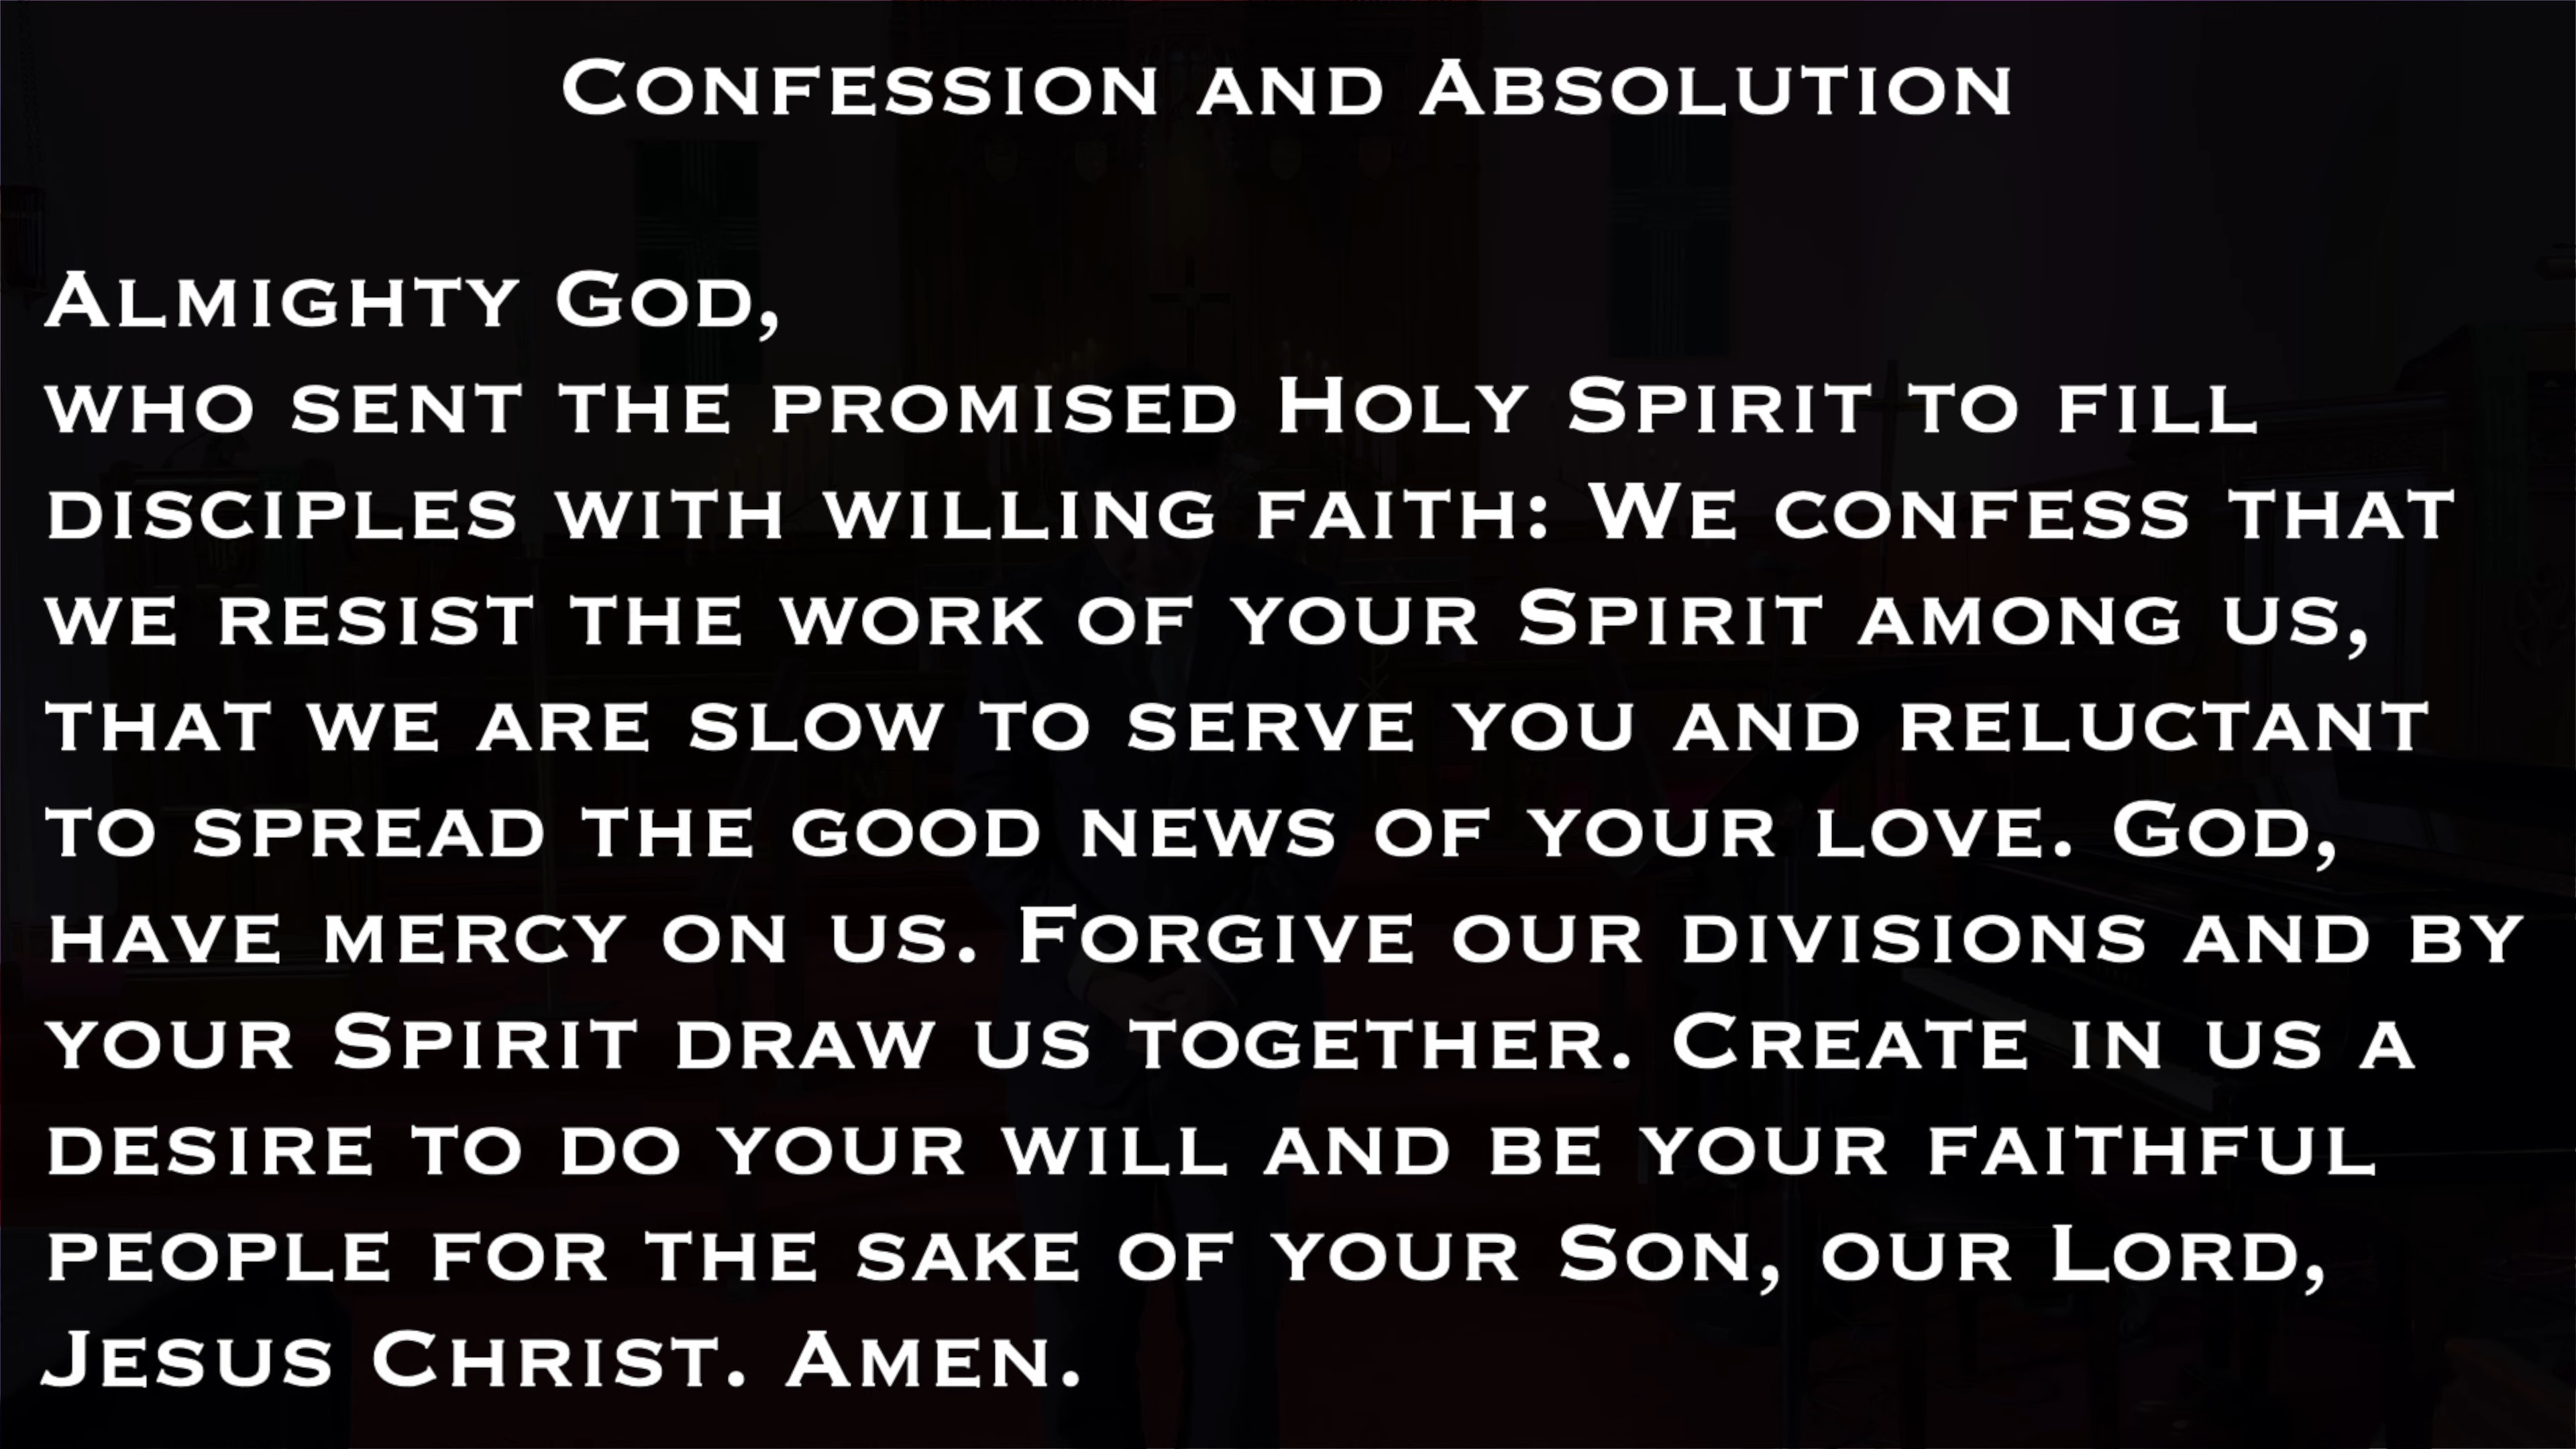 Confession and Absolution
Almighty God,
who sent the promised Holy Spirit to fill
disciples with willing faith: We confess that
we resist the work of your Spirit among us,
that we are slow to serve you and reluctant
to spread the good news of your love. God,
have mercy on us. Forgive our divisions and by
your Spirit draw us together. Create in us a
desire to do your will and be your faithful
people for the sake of your Son, our Lord,
Jesus Christ. Amen.